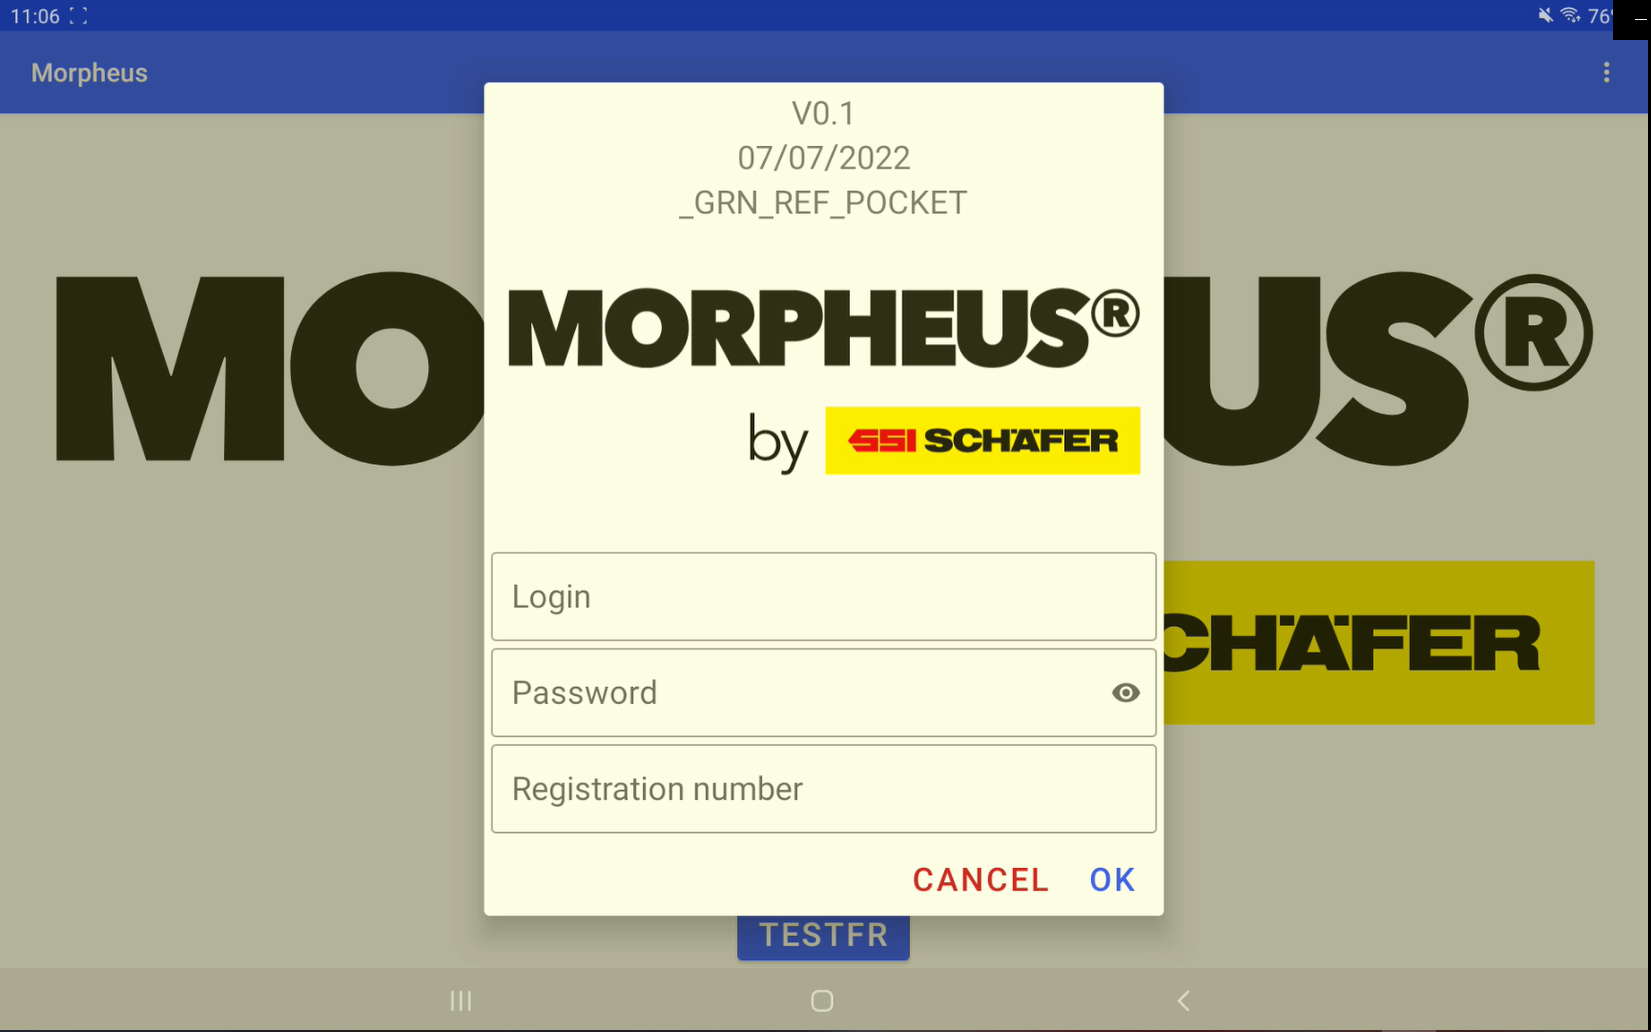 11:06
76
Morpheus
V0.1
07/07/2022
_GRN_REF_POCKET
MO
US®
MORPHEUS®
by SSI SCHÄFER
Login
CHÄFER
Password
Registration number
CANCEL OK
TESTFR